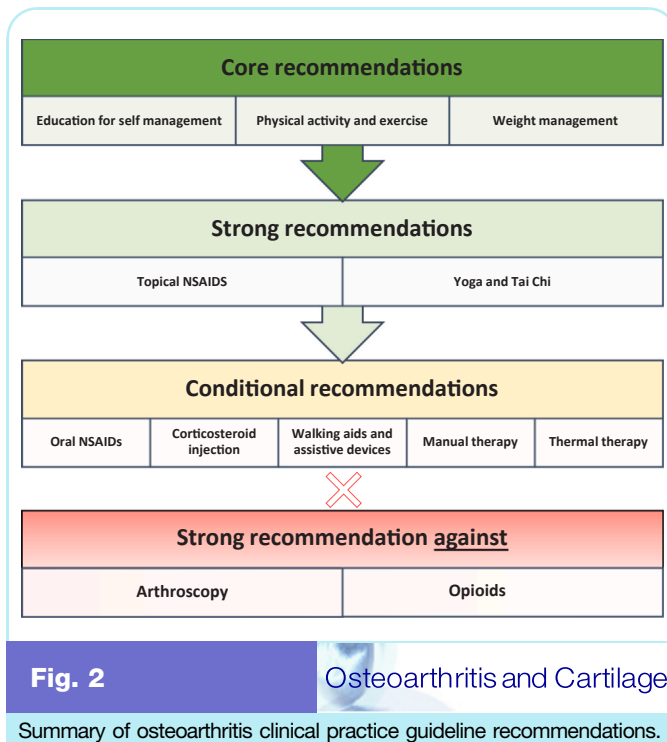 Core recommendations
Education for self management
Physical activity and exercise
Weight management
Strong recommendations
Topical NSAIDS
Yoga and Tai Chi
Conditional recommendations
Oral NSAIDs
Corticosteroid
injection
Walking aids and
assistive devices
Manual therapy
Thermal therapy
Strong recommendation against
Arthroscopy
Opioids
Fig. 2
Osteoarthritis and Cartilage
Summary of osteoarthritis clinical practice guideline recommendations.